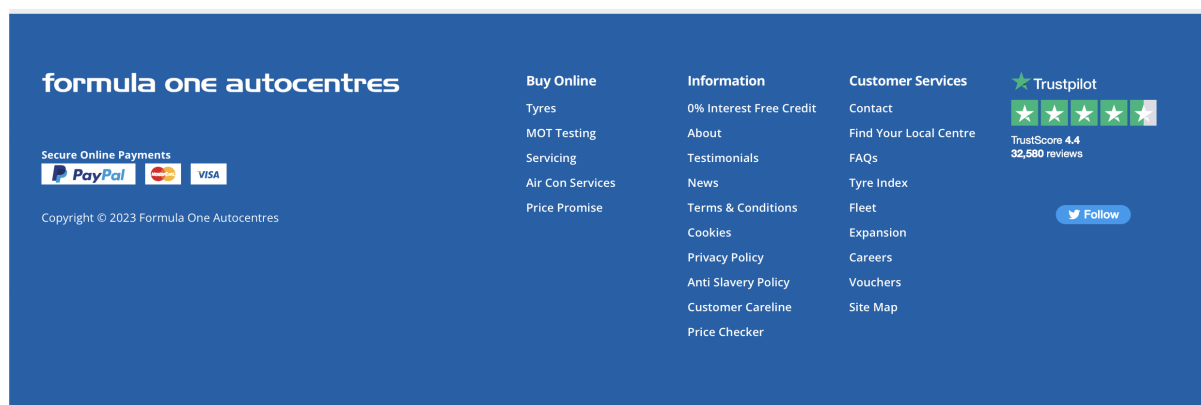 formula one autocentres
Secure Online Payments
PayPal
MasterCard
VISA
Copyright © 2023 Formula One Autocentres
Buy Online
Tyres
MOT Testing
Servicing
Air Con Services
Price Promise
Information
0% Interest Free Credit
About
Testimonials
News
Terms & Conditions
Cookies
Privacy Policy
Anti Slavery Policy
Customer Careline
Price Checker
Customer Services
Contact
Find Your Local Centre
FAQs
Tyre Index
Fleet
Expansion
Careers
Vouchers
Site Map
Trustpilot
TrustScore 4.4
32,580 reviews
Follow